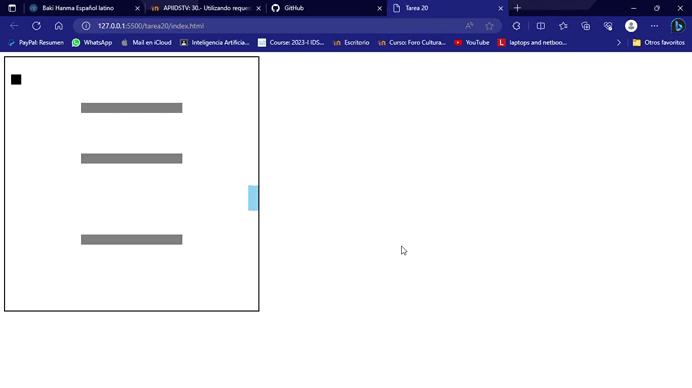 Baki Hanma Español latino
APIIDSTV: 30.- Utilizando reque
GitHub
Tarea 20
127.0.0.1:5500/tarea20/index.html
PayPal: Resumen
WhatsApp
Mail en iCloud
Inteligencia Artificia...
Course: 2023-I IDS...
Escritorio
Curso: Foro Cultura...
YouTube
laptops and netboo...
Otros favoritos